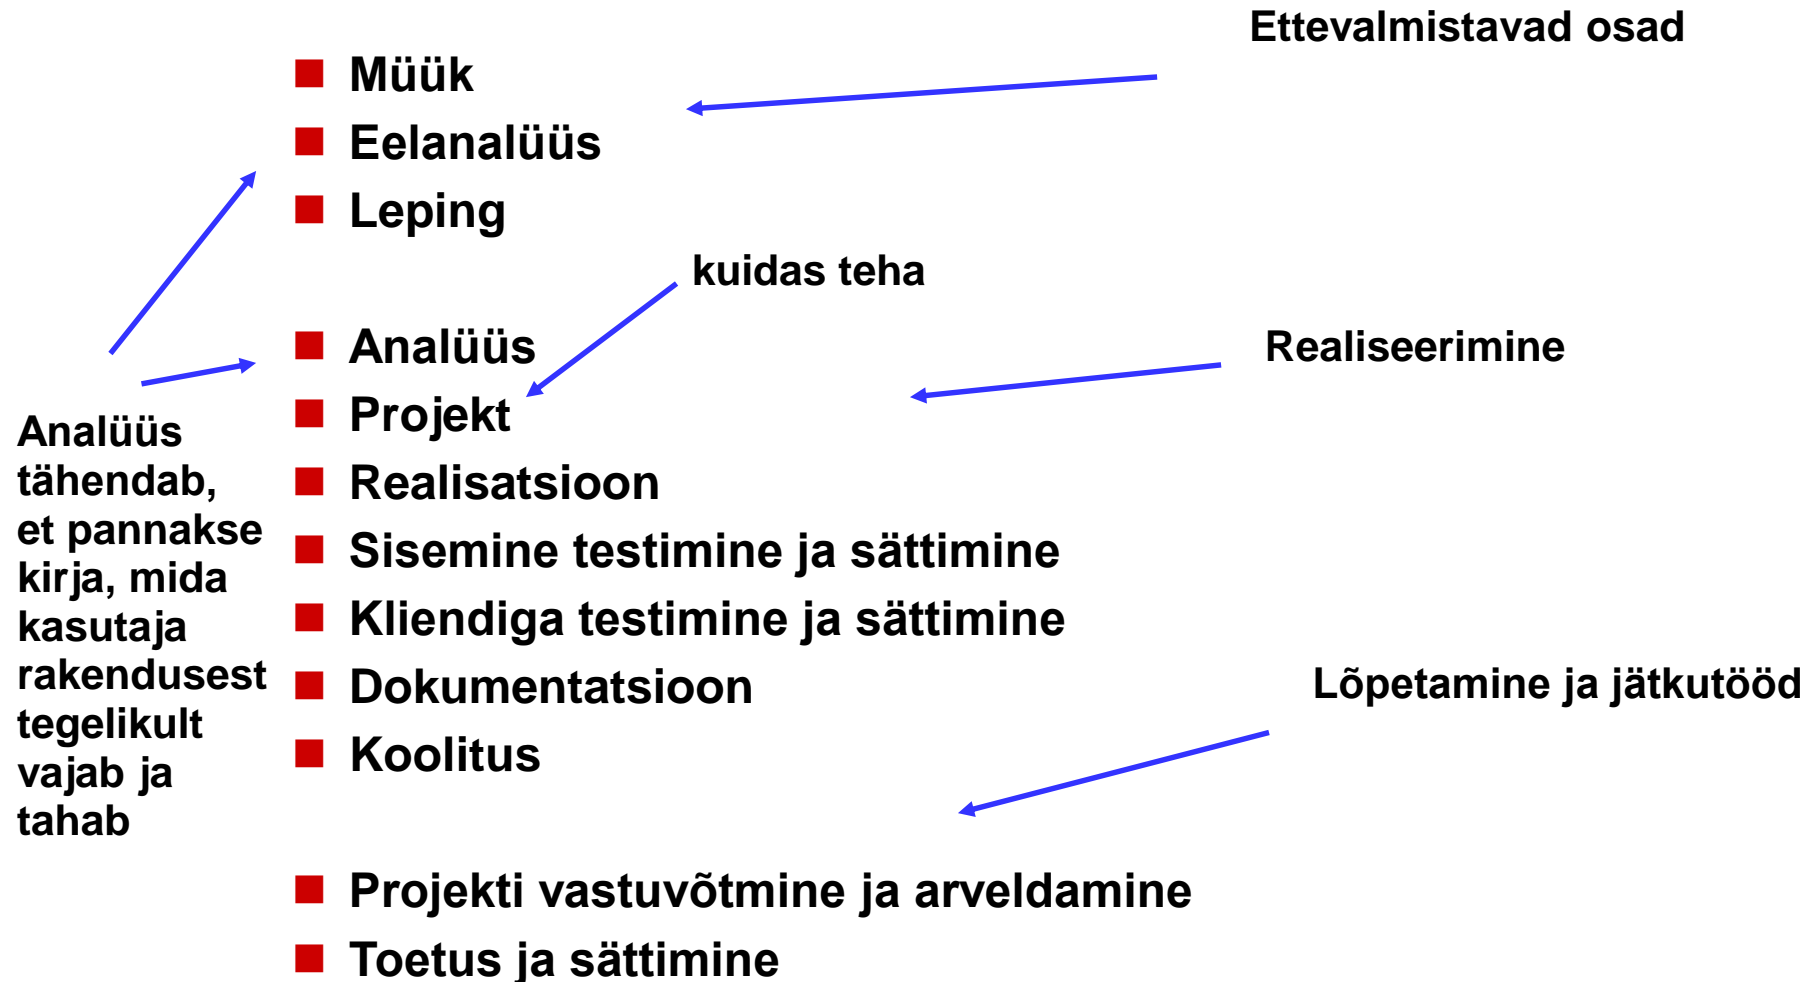 Ettevalmistavad osad
Müük
Eelanalüüs
Leping
kuidas teha
Analüüs
Realiseerimine
Projekt
Analüüs
tähendab,
et pannakse
kirja, mida
kasutaja
rakendusest
tegelikult
vajab ja
tahab
Realisatsioon
Sisemine testimine ja sättimine
Kliendiga testimine ja sättimine
Dokumentatsioon
Lõpetamine ja jätkutööd
Koolitus
Projekti vastuvõtmine ja arveldamine
Toetus ja sättimine